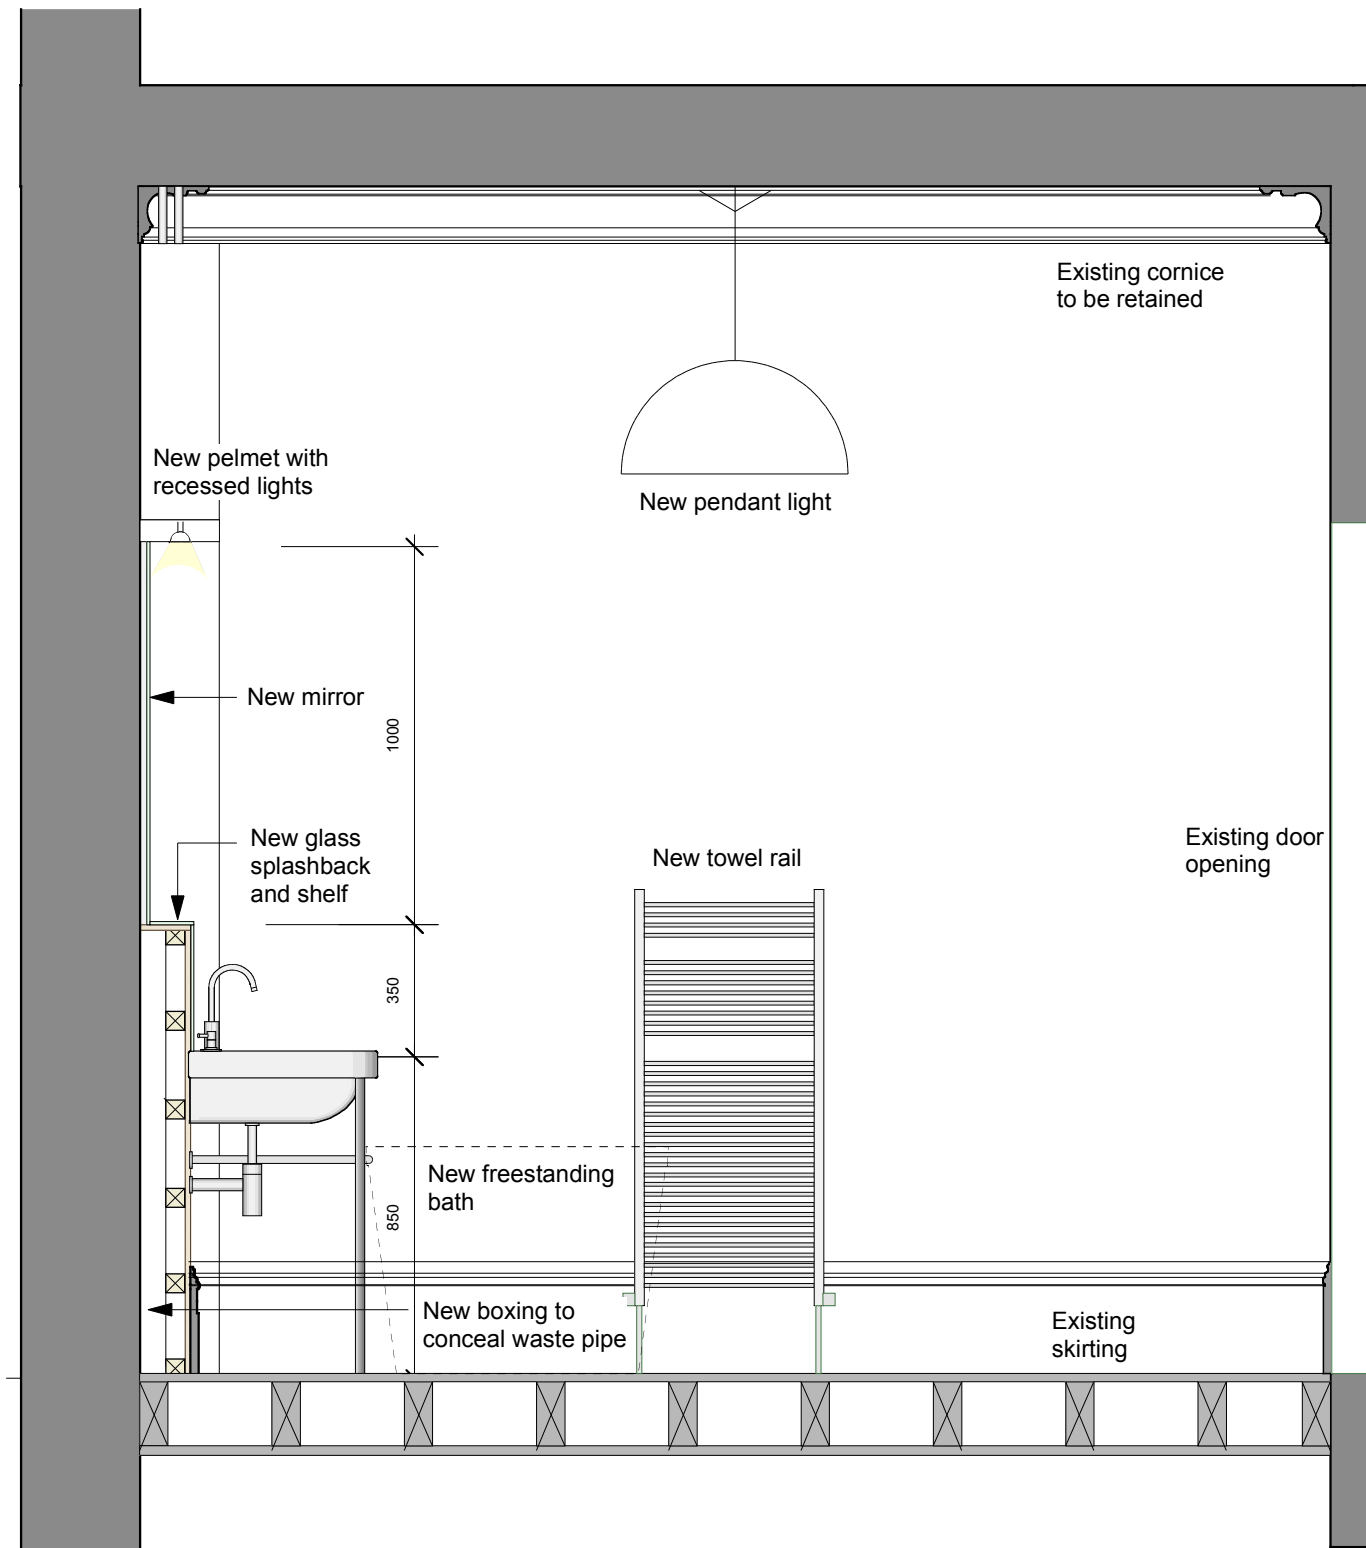 Existing cornice
to be retained
New pelmet with
recessed lights
New pendant light
New mirror
1000
New glass
splashback
and shelf
New towel rail
Existing door
opening
350
New freestanding
bath
850
New boxing to
conceal waste pipe
Existing
skirting